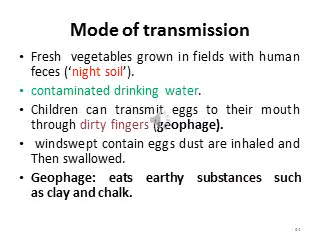 Mode of transmission
• Fresh vegetables grown in fields with human
feces ('night soil').
• contaminated drinking water.
• Children can transmit eggs to their mouth
through dirty fingers (geophage).
• windswept contain eggs dust are inhaled and
Then swallowed.
• Geophage: eats earthy substances such
as clay and chalk.